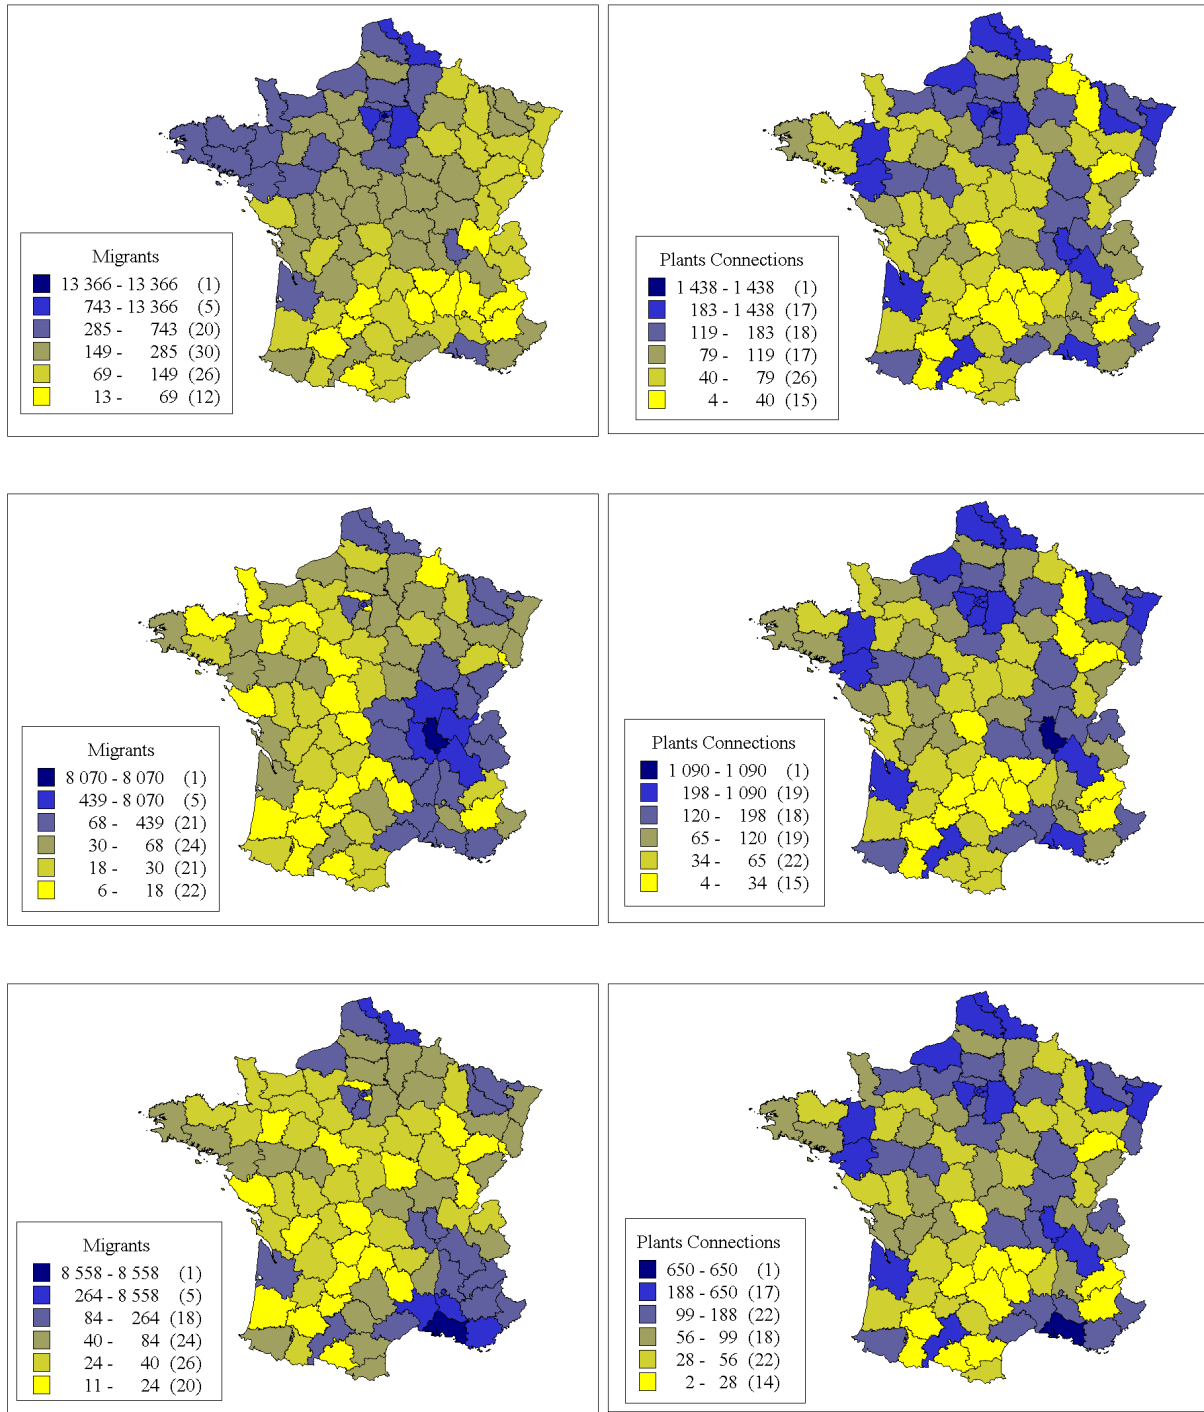 Migrants
13 366 - 13 366 (1)
743 - 13 366 (5)
285 - 743 (20)
149 - 285 (30)
69 - 149 (26)
13 - 69 (12)
Plants Connections
1 438 - 1 438 (1)
183 - 1 438 (17)
119 - 183 (18)
79 - 119 (17)
40 - 79 (26)
4 - 40 (15)
Migrants
8 070 - 8 070 (1)
439 - 8 070 (5)
68 - 439 (21)
30 - 68 (24)
18 - 30 (21)
6 - 18 (22)
Plants Connections
1 090 - 1 090 (1)
198 - 1 090 (19)
120 - 198 (18)
65 - 120 (19)
34 - 65 (22)
4 - 34 (15)
Migrants
8 558 - 8 558 (1)
264 - 8 558 (5)
84 - 264 (18)
40 - 84 (24)
24 - 40 (26)
11 - 24 (20)
Plants Connections
650 - 650 (1)
188 - 650 (17)
99 - 188 (22)
56 - 99 (18)
28 - 56 (22)
2 - 28 (14)